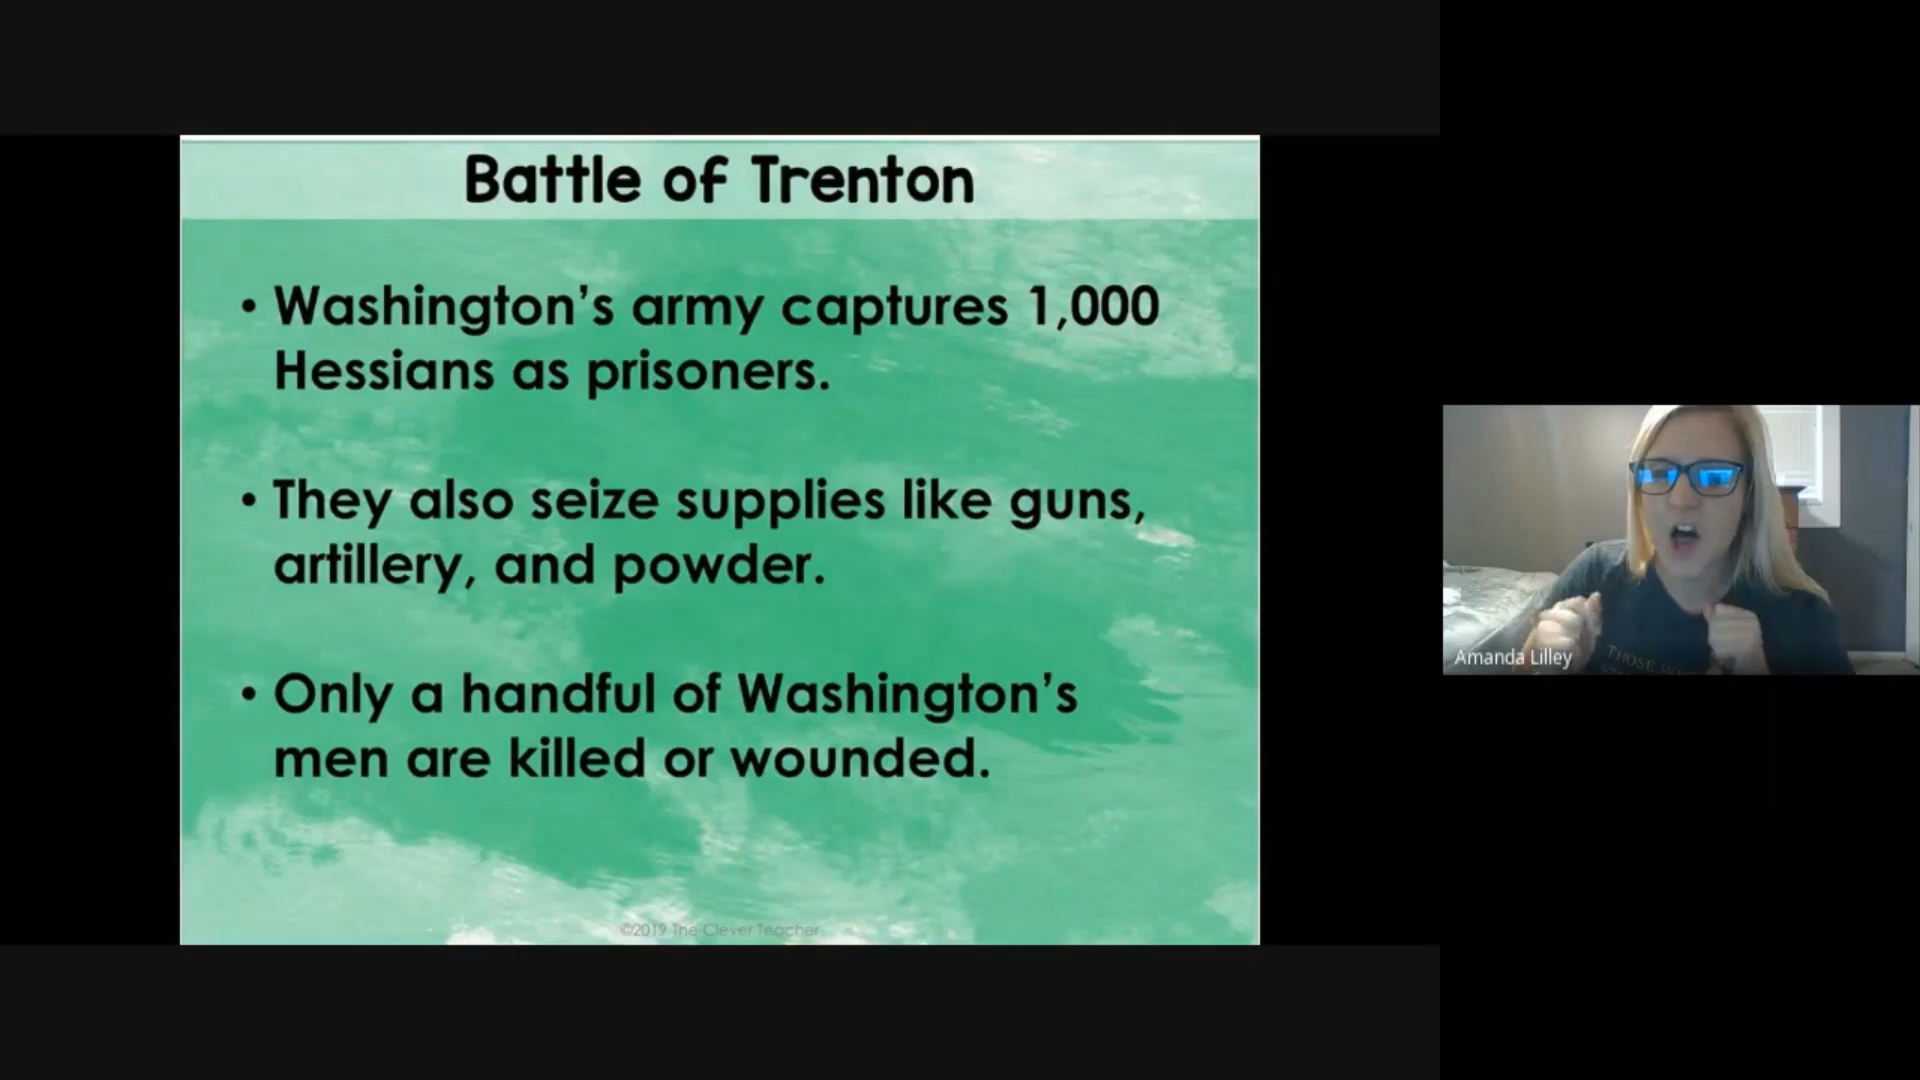 Battle of Trenton
• Washington's army captures 1,000
Hessians as prisoners.
• They also seize supplies like guns,
artillery, and powder.
• Only a handful of Washington's
men are killed or wounded.
©2019 The Clever Teacher
Amanda Lilley
THOSE